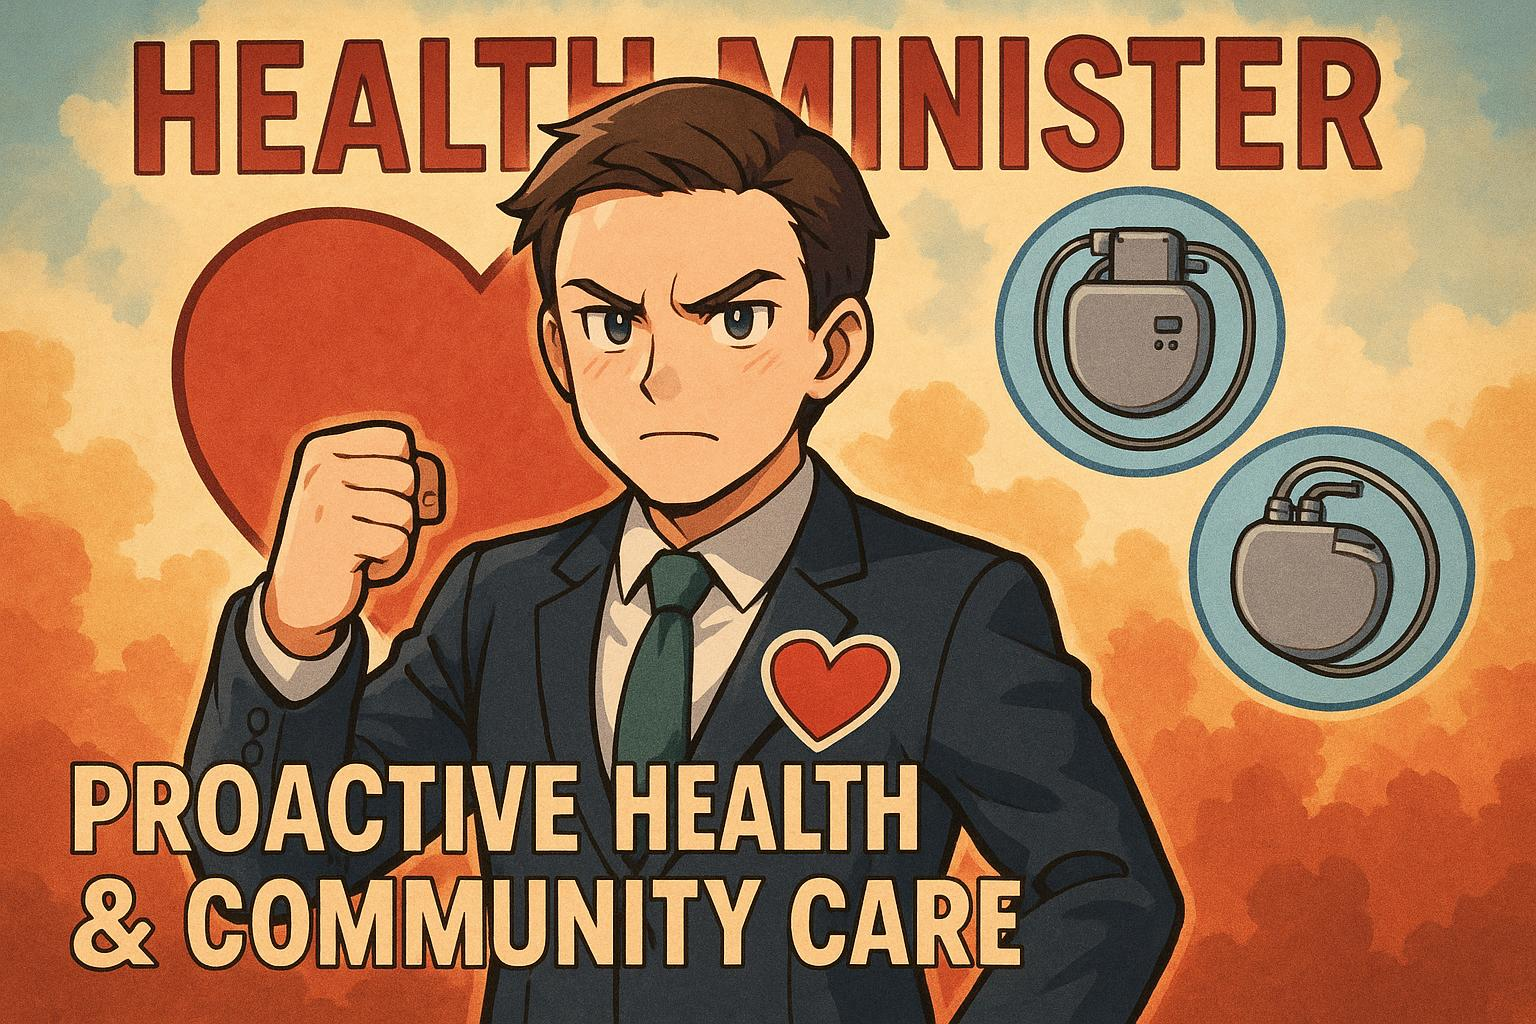 HEALTH MINISTER
PROACTIVE HEALTH
& COMMUNITY CARE